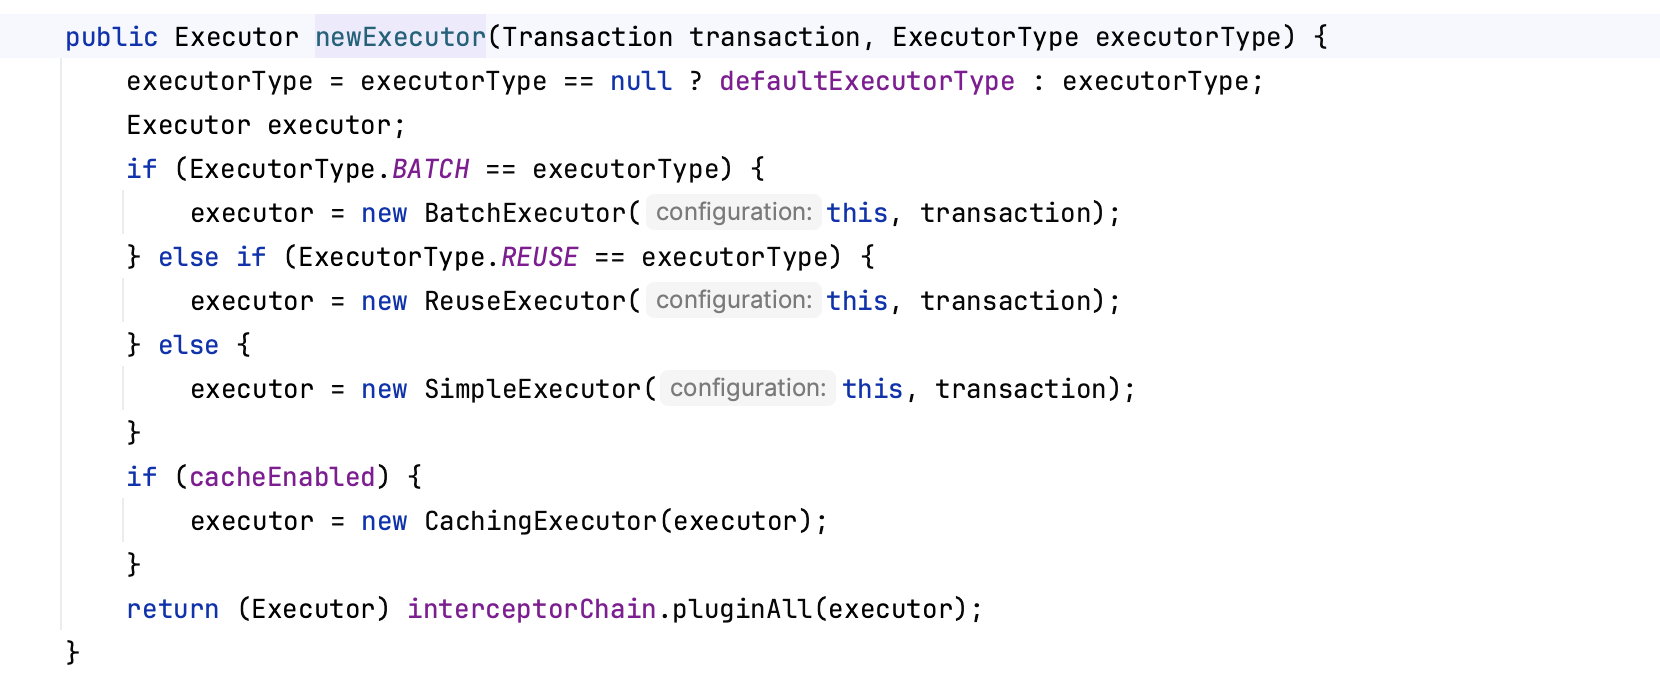 public Executor newExecutor(Transaction transaction, ExecutorType executorType) {
executorType = executorType == null ? defaultExecutorType : executorType;
Executor executor;
if (ExecutorType.BATCH == executorType) {
executor = new BatchExecutor( configuration: this, transaction);
} else if (ExecutorType.REUSE == executorType) {
executor = new ReuseExecutor( configuration: this, transaction);
} else {
executor = new SimpleExecutor( configuration: this, transaction);
}
if (cacheEnabled) {
executor = new CachingExecutor(executor);
}
return (Executor) interceptorChain.pluginAll(executor);
}